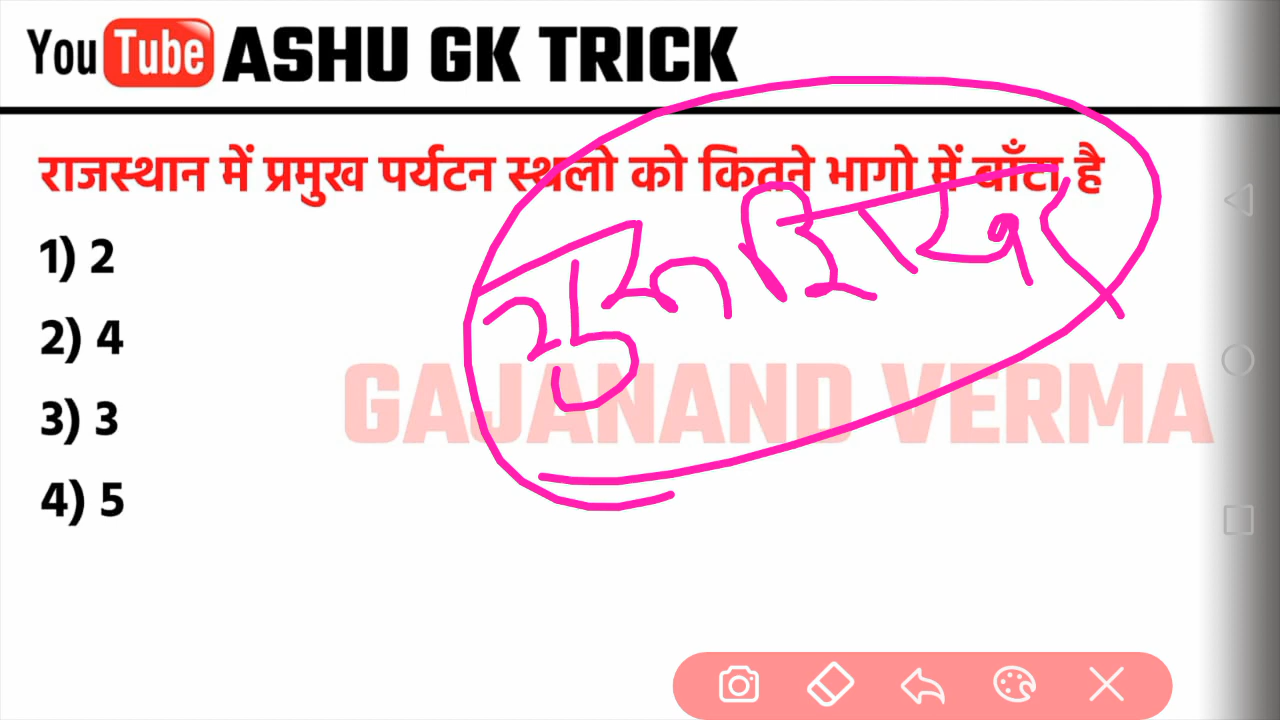 You Tube ASHU GK TRICK
राजस्थान में प्रमुख पर्यटन स्थलो को कितने भागो में बाँटा है
गुरु शिखर
1) 2
2) 4
3) 3
4) 5
GAJANAND VERMA